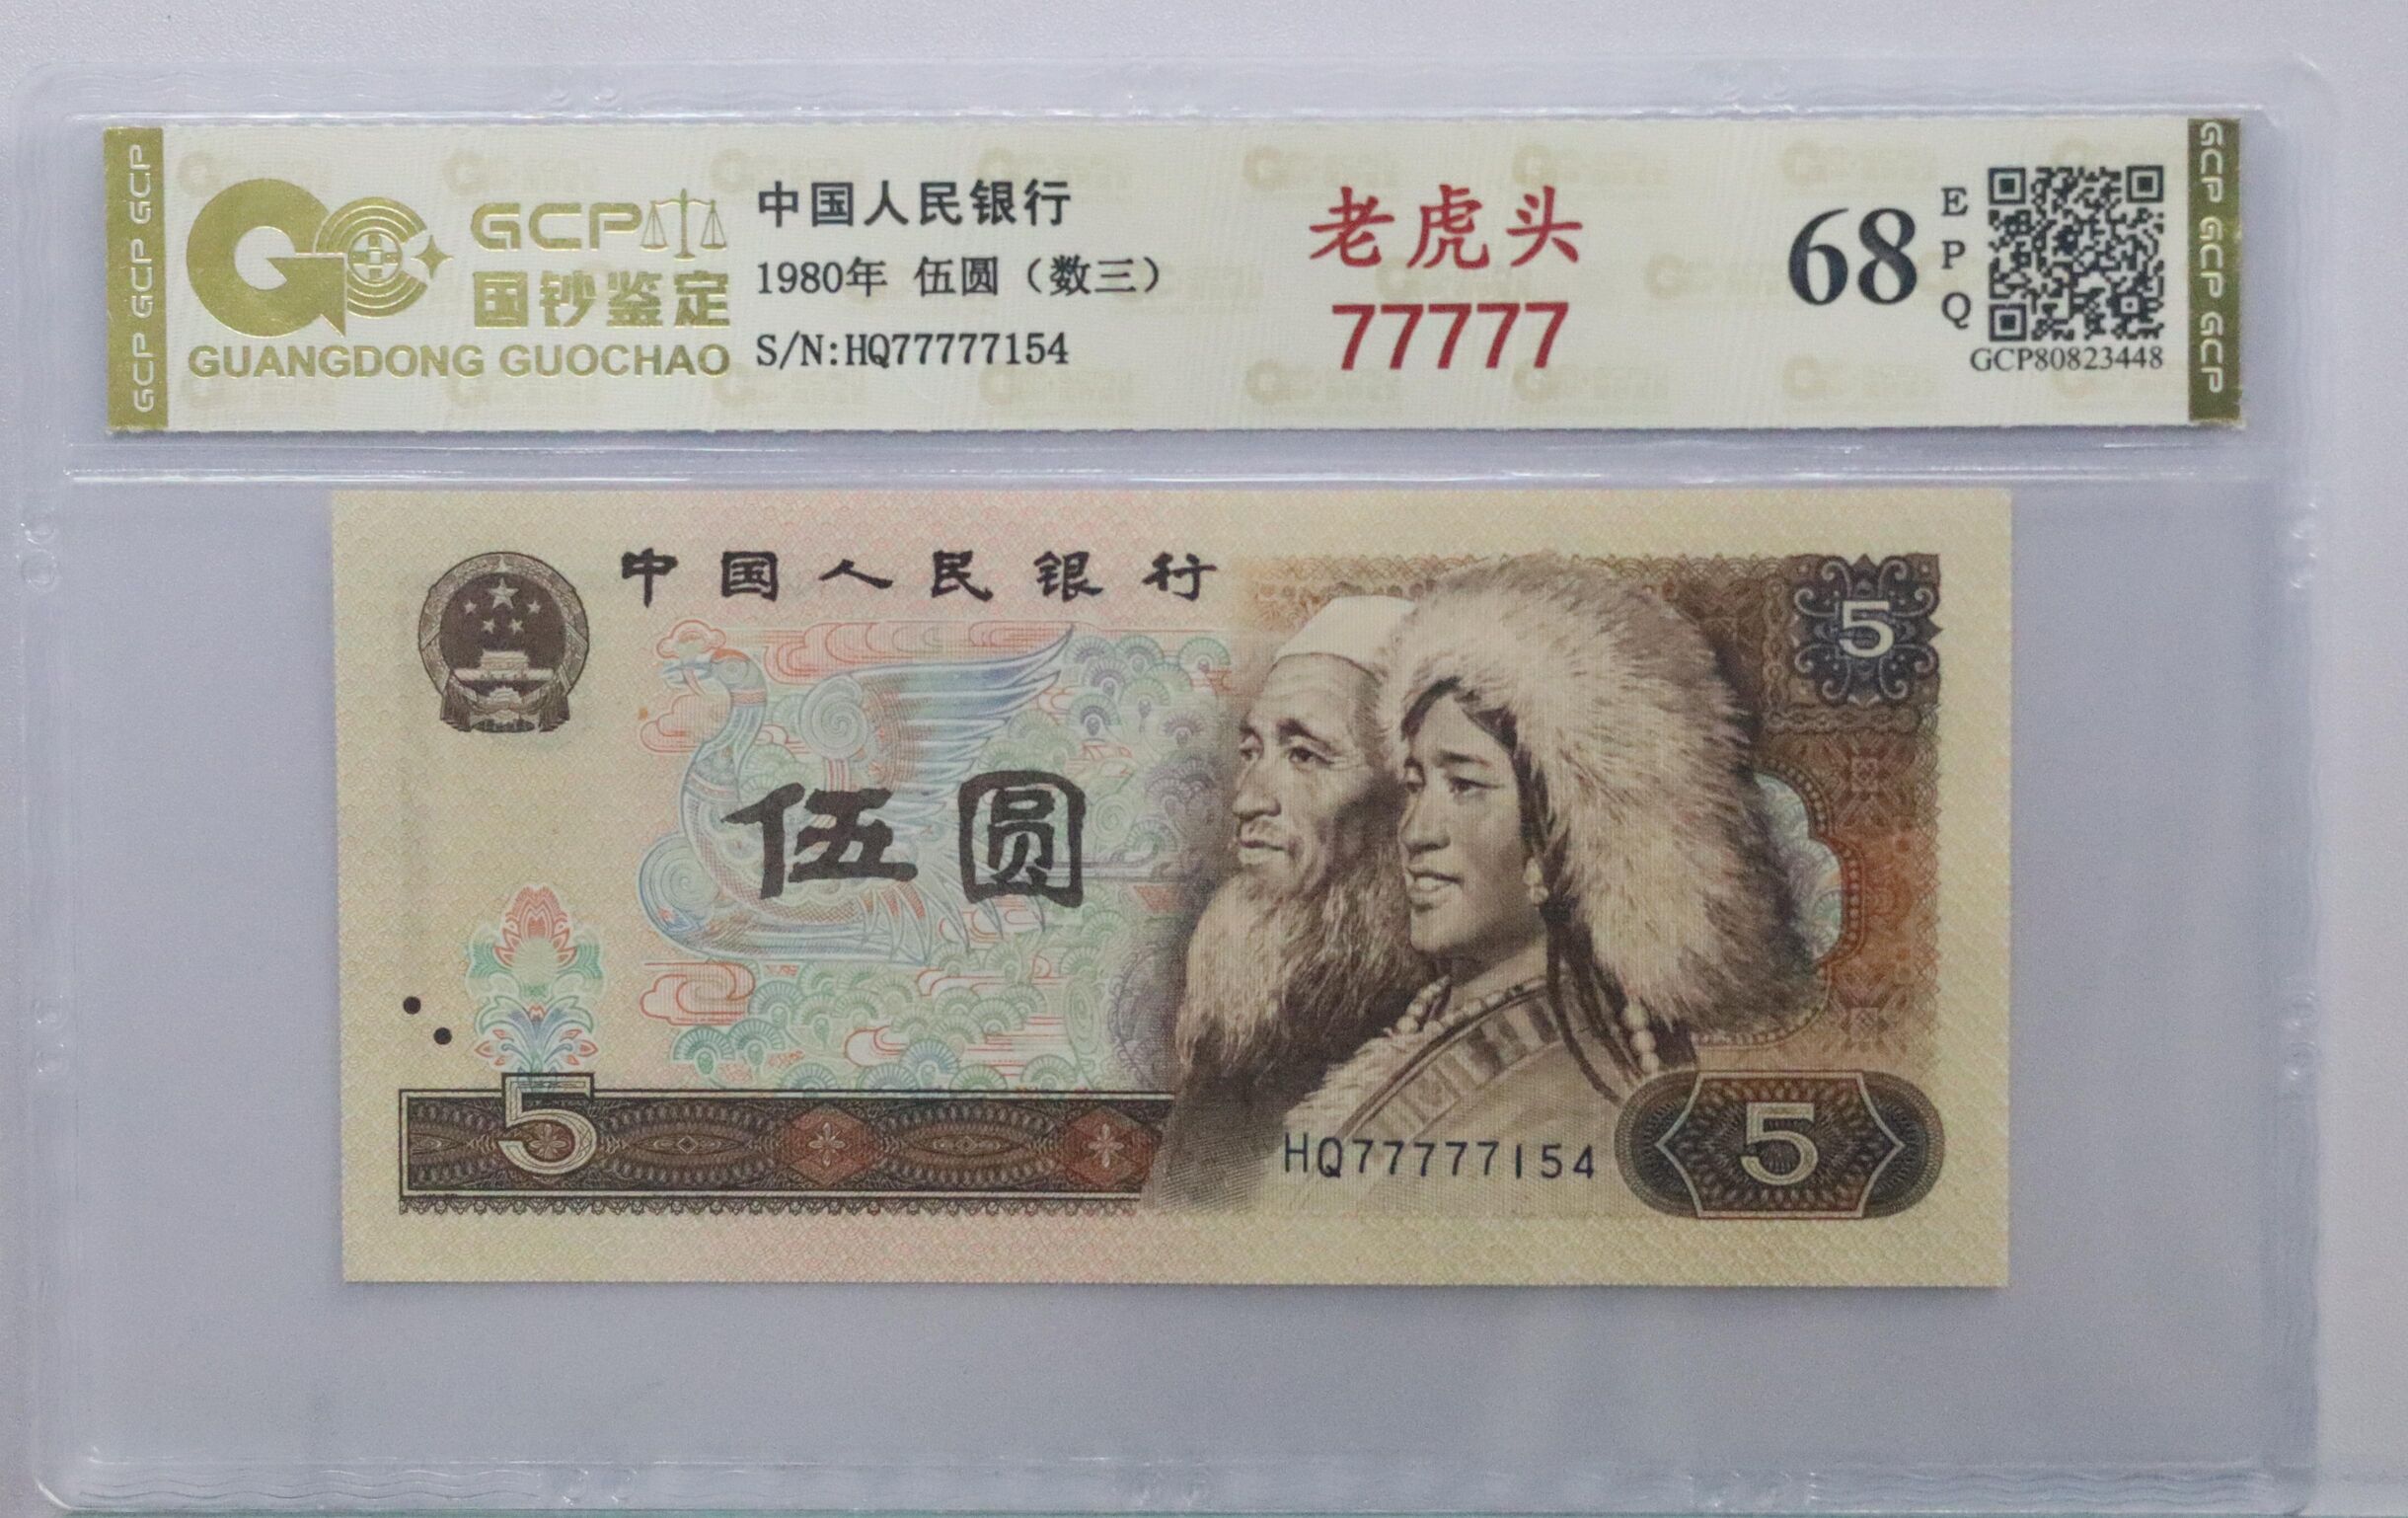 GCP GCP GCP
GCP
国钞鉴定
GUANGDONG GUOCHAO
中国人民银行
1980年 伍圆（数三）
S/N:HQ77777154
老虎头
77777
68
E
P
Q
GCP80823448
GCP GCP GCP
中国人民银行
5
伍圆
5
HQ77777154
5